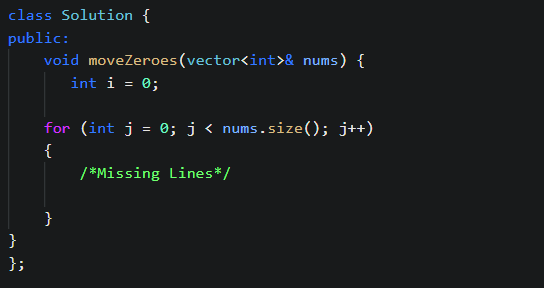 class Solution {
public:
    void moveZeroes(vector<int>& nums) {
       int i = 0;
    for (int j = 0; j < nums.size(); j++)
    {
        /*Missing Lines*/
    }
}
};